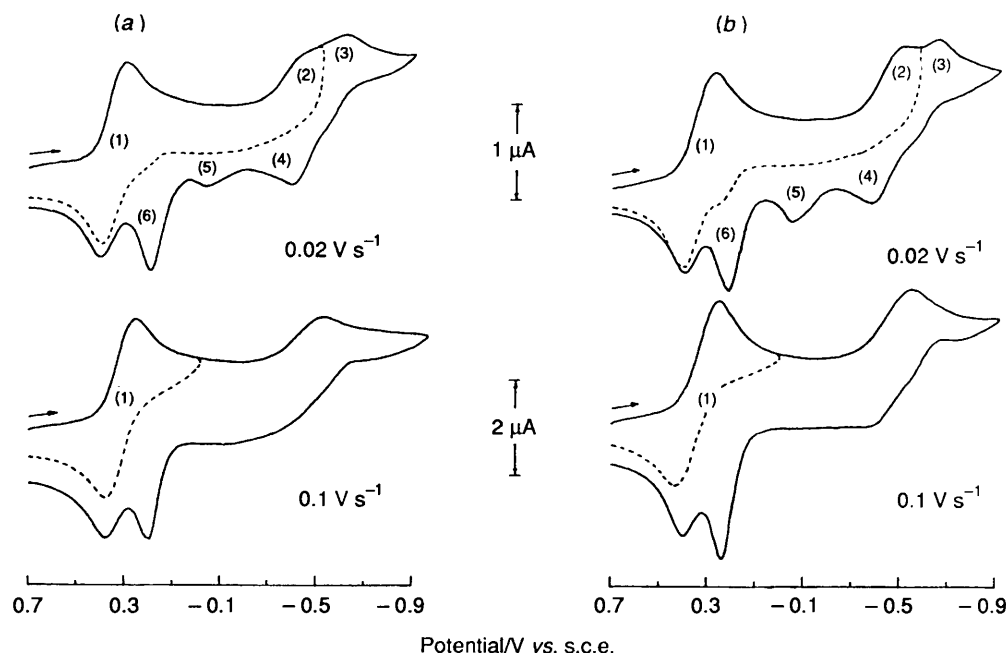 (a)
(b)
(1)
(2)
(3)
(4)
(5)
(6)
0.02 V s⁻¹
1 μA
(1)
(2)
(3)
(4)
(5)
(6)
0.02 V s⁻¹
(1)
0.1 V s⁻¹
2 μA
(1)
0.1 V s⁻¹
0.7 0.3 −0.1 −0.5 −0.9
0.7 0.3 −0.1 −0.5 −0.9
Potential/V vs. s.c.e.